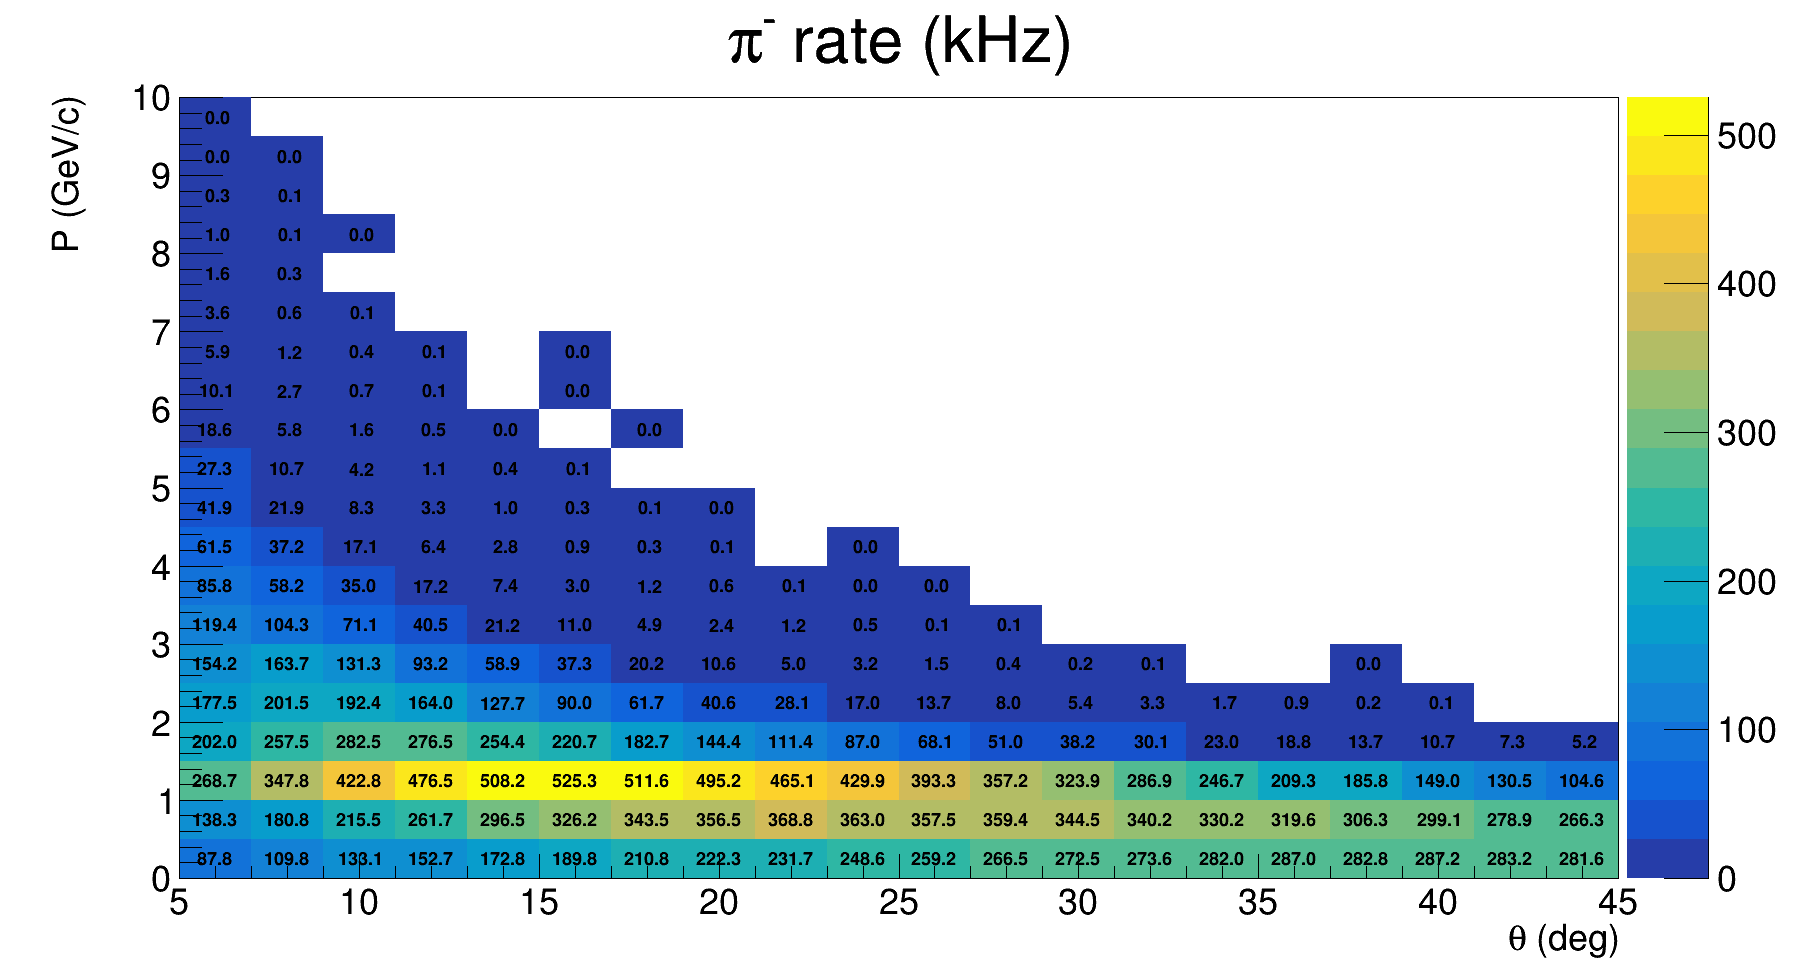 π⁻ rate (kHz)
P (GeV/c)
10
9
8
7
6
5
4
3
2
1
0
0.0
0.0 0.0
0.3 0.1
1.0 0.1 0.0
1.6 0.3
3.6 0.6 0.1
5.9 1.2 0.4 0.1 0.0
10.1 2.7 0.7 0.1 0.0
18.6 5.8 1.6 0.5 0.0 0.0
27.3 10.7 4.2 1.1 0.4 0.1
41.9 21.9 8.3 3.3 1.0 0.3 0.1 0.0
61.5 37.2 17.1 6.4 2.8 0.9 0.3 0.1 0.0
85.8 58.2 35.0 17.2 7.4 3.0 1.2 0.6 0.1 0.0 0.0
119.4 104.3 71.1 40.5 21.2 11.0 4.9 2.4 1.2 0.5 0.1 0.1
154.2 163.7 131.3 93.2 58.9 37.3 20.2 10.6 5.0 3.2 1.5 0.4 0.2 0.1 0.0
177.5 201.5 192.4 164.0 127.7 90.0 61.7 40.6 28.1 17.0 13.7 8.0 5.4 3.3 1.7 0.9 0.2 0.1
202.0 257.5 282.5 276.5 254.4 220.7 182.7 144.4 111.4 87.0 68.1 51.0 38.2 30.1 23.0 18.8 13.7 10.7 7.3 5.2
268.7 347.8 422.8 476.5 508.2 525.3 511.6 495.2 465.1 429.9 393.3 357.2 323.9 286.9 246.7 209.3 185.8 149.0 130.5 104.6
138.3 180.8 215.5 261.7 296.5 326.2 343.5 356.5 368.8 363.0 357.5 359.4 344.5 340.2 330.2 319.6 306.3 299.1 278.9 266.3
87.8 109.8 133.1 152.7 172.8 189.8 210.8 222.3 231.7 248.6 259.2 266.5 272.5 273.6 282.0 287.0 282.8 287.2 283.2 281.6
5 10 15 20 25 30 35 40 45
θ (deg)
500
400
300
200
100
0